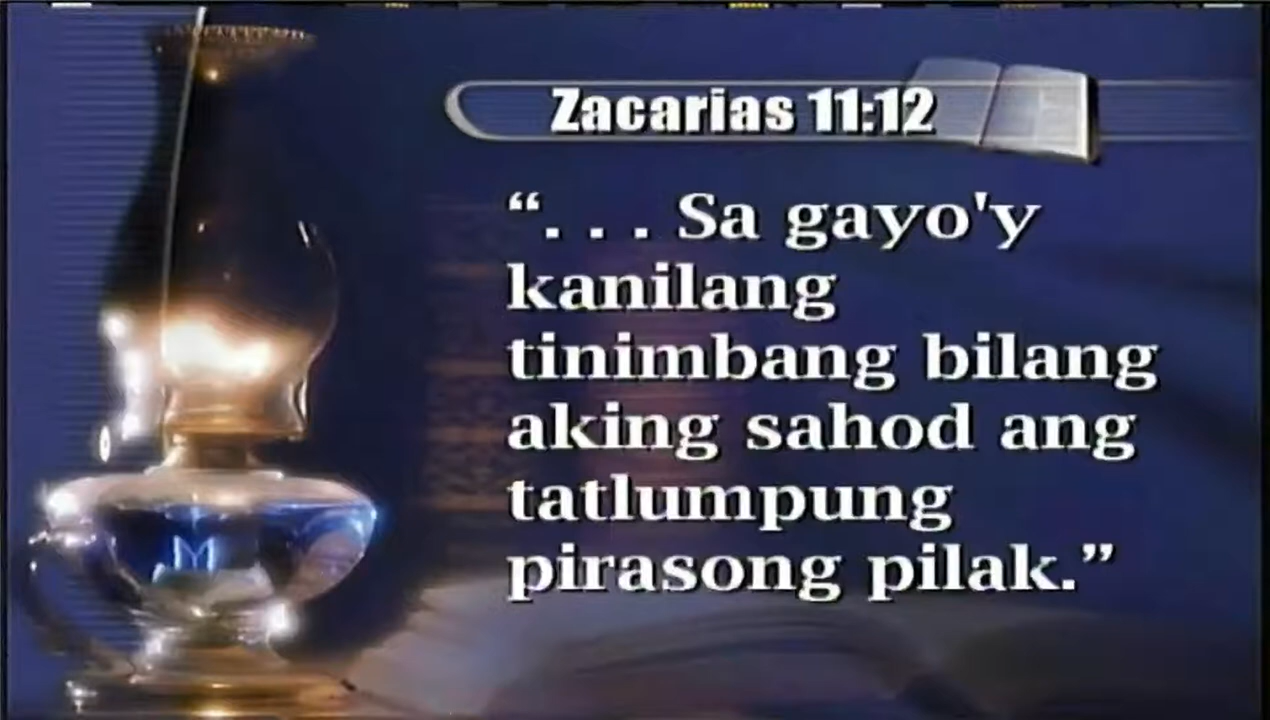 Zacarias 11:12
“. . . Sa gayo'y
kanilang
tinimbang bilang
aking sahod ang
tatlumpung
pirasong pilak.”